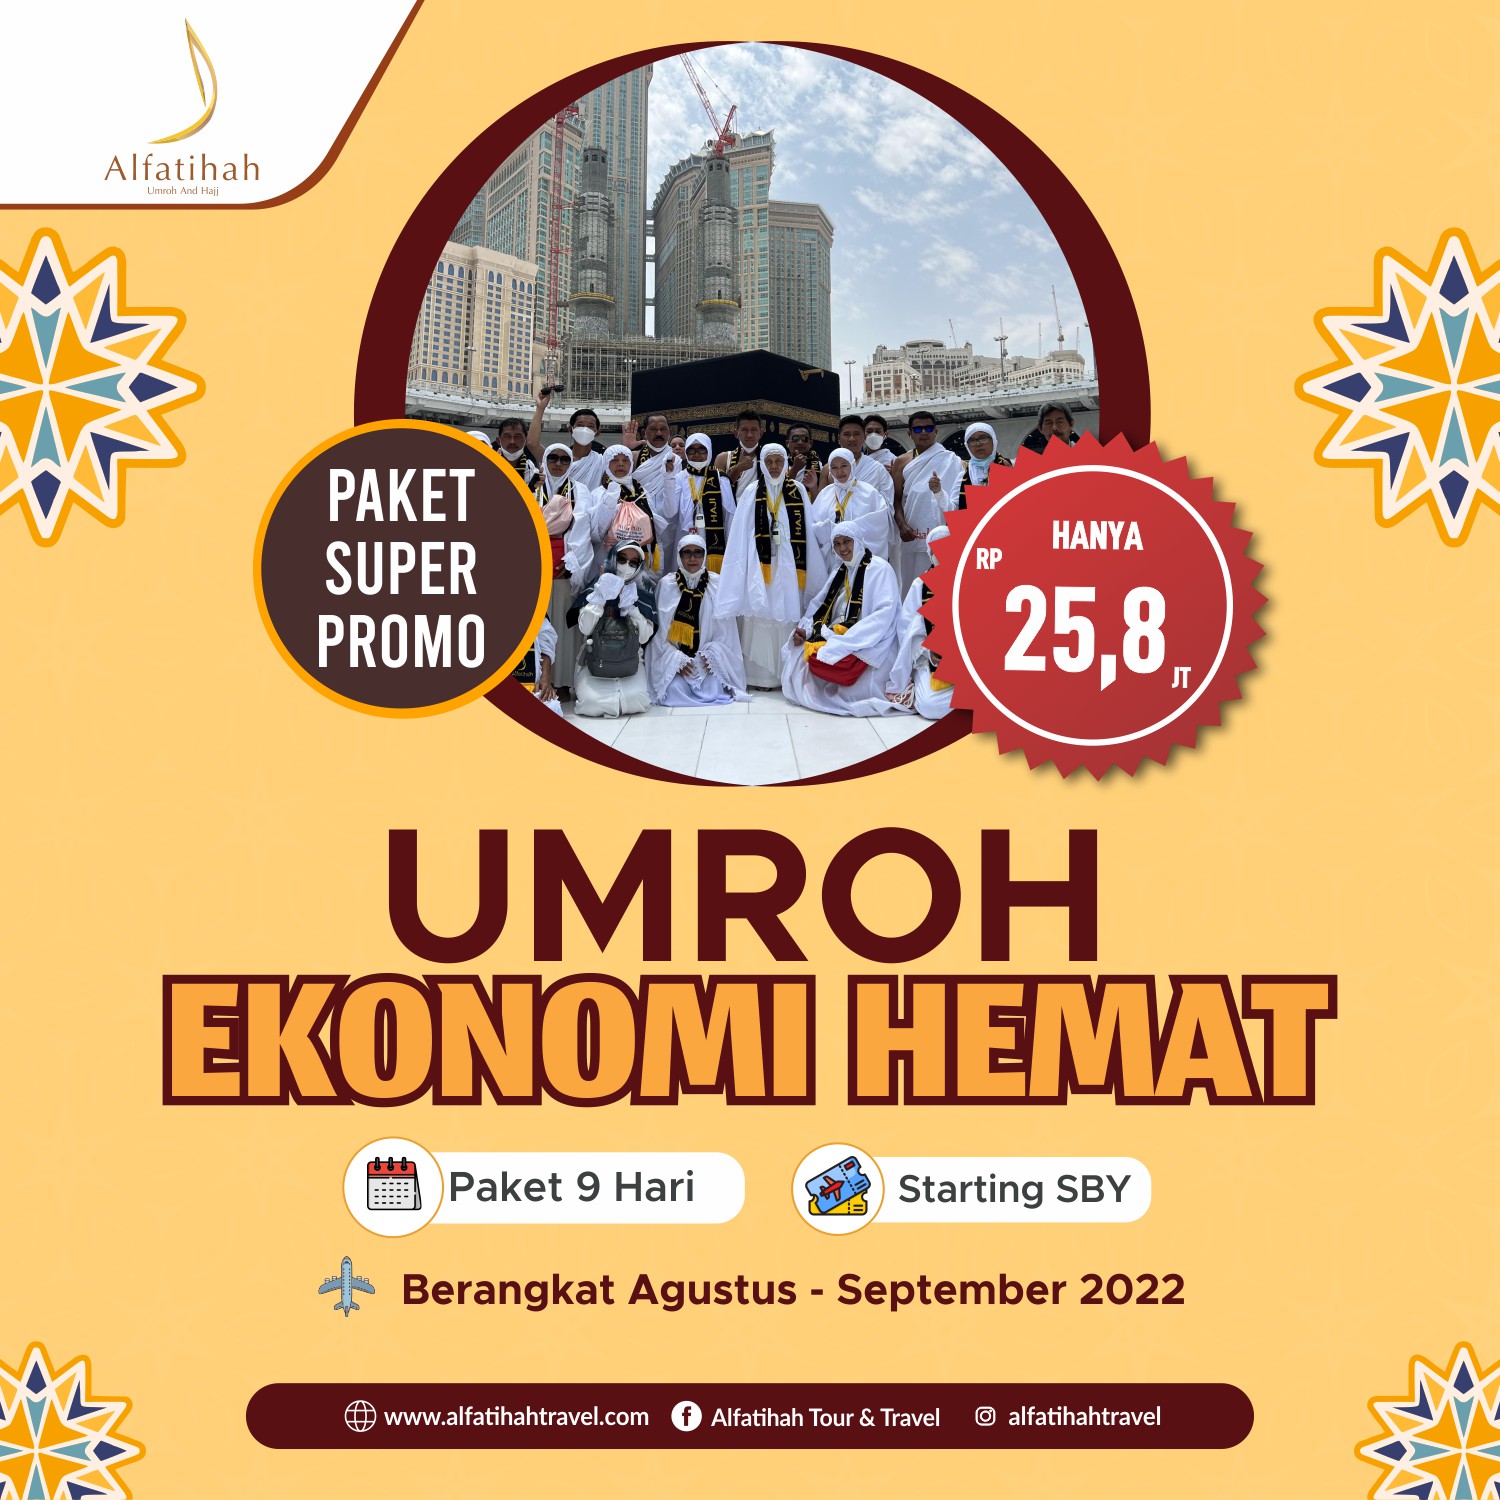 Alfatihah
Umroh And Hajj
PAKET
SUPER
PROMO
HANYA
RP
25,8
JT
UMROH
EKONOMI HEMAT
Paket 9 Hari
Starting SBY
Berangkat Agustus - September 2022
www.alfatihahtravel.com
Alfatihah Tour & Travel
alfatihahtravel